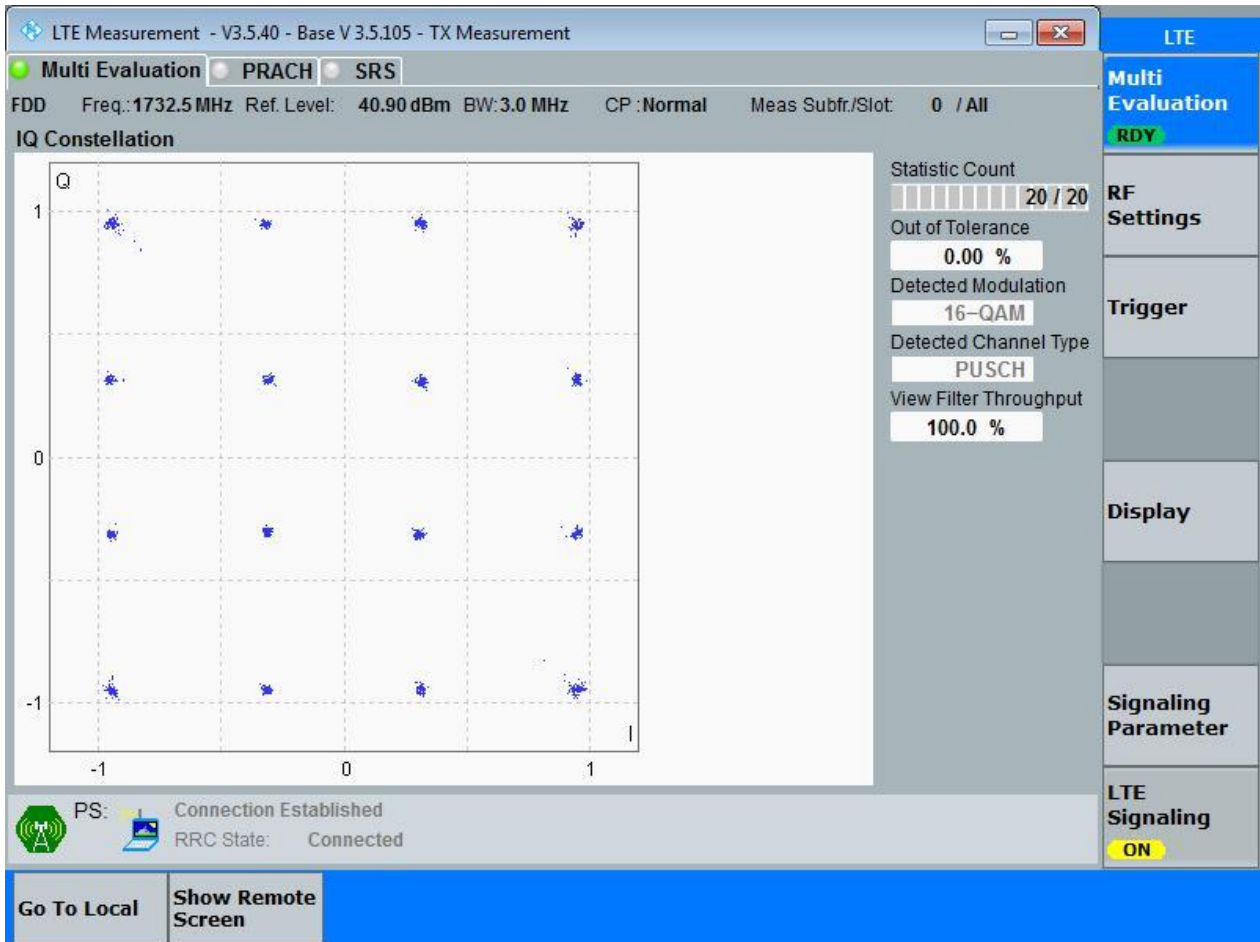 LTE Measurement - V3.5.40 - Base V 3.5.105 - TX Measurement
LTE
Multi Evaluation PRACH SRS
FDD Freq.: 1732.5 MHz Ref. Level: 40.90 dBm BW: 3.0 MHz CP : Normal Meas Subfr./Slot: 0 / All
IQ Constellation
Q
1
0
-1
I
-1 0 1
Statistic Count
20 / 20
Out of Tolerance
0.00 %
Detected Modulation
16-QAM
Detected Channel Type
PUSCH
View Filter Throughput
100.0 %
Multi
Evaluation
RDY
RF
Settings
Trigger
Display
Signaling
Parameter
LTE
Signaling
ON
PS: Connection Established
RRC State: Connected
Go To Local
Show Remote
Screen